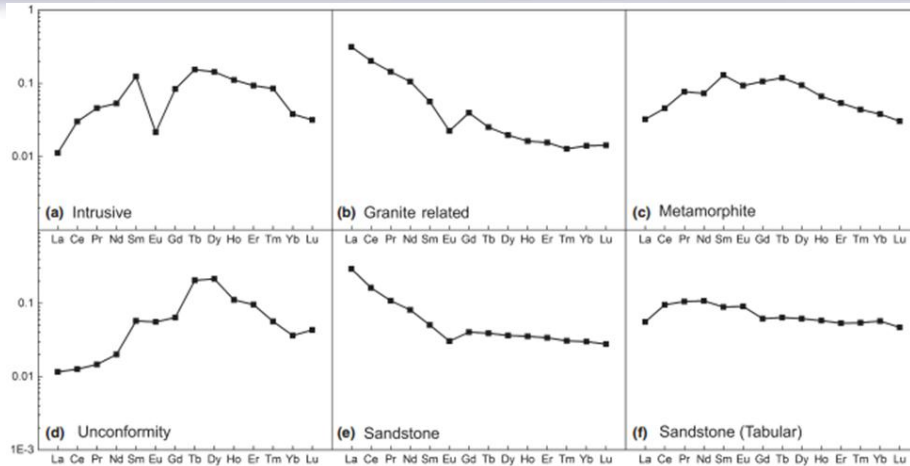 1
0.1
0.01
(a) Intrusive
(b) Granite related
(c) Metamorphite
La Ce Pr Nd Sm Eu Gd Tb Dy Ho Er Tm Yb Lu
La Ce Pr Nd Sm Eu Gd Tb Dy Ho Er Tm Yb Lu
La Ce Pr Nd Sm Eu Gd Tb Dy Ho Er Tm Yb Lu
0.1
0.01
1E-3
(d) Unconformity
(e) Sandstone
(f) Sandstone (Tabular)
La Ce Pr Nd Sm Eu Gd Tb Dy Ho Er Tm Yb Lu
La Ce Pr Nd Sm Eu Gd Tb Dy Ho Er Tm Yb Lu
La Ce Pr Nd Sm Eu Gd Tb Dy Ho Er Tm Yb Lu